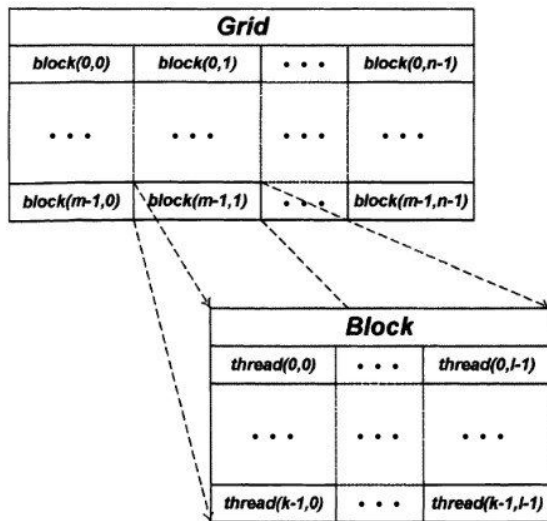 Grid
block(0,0) block(0,1) • • • block(0,n-1)
• • • • • • • • • • • •
block(m-1,0) block(m-1,1) • • • block(m-1,n-1)
Block
thread(0,0) • • • thread(0,l-1)
• • • • • • • • •
thread(k-1,0) • • • thread(k-1,l-1)